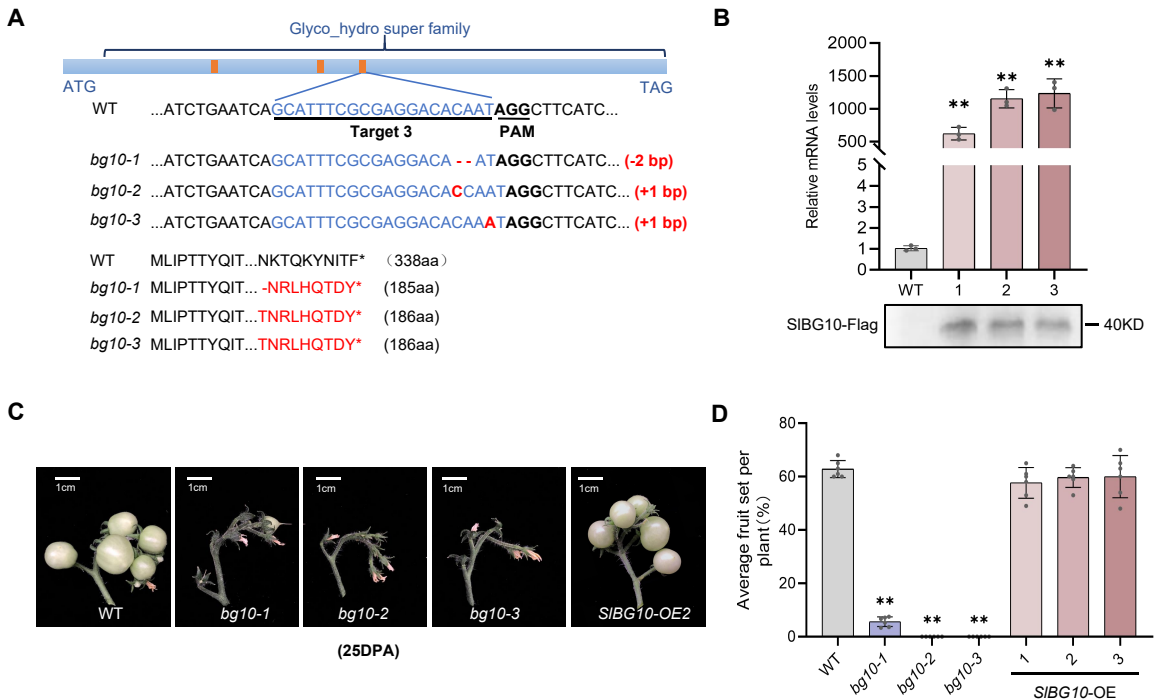 A
Glyco_hydro super family
ATG
TAG
WT ...ATCTGAATCAGCATTTCGCGAGGACACAATAGGCTTCATC...
Target 3 PAM
bg10-1 ...ATCTGAATCAGCATTTCGCGAGGACA - - ATAGGCTTCATC... (-2 bp)
bg10-2 ...ATCTGAATCAGCATTTCGCGAGGACACCAATAGGCTTCATC... (+1 bp)
bg10-3 ...ATCTGAATCAGCATTTCGCGAGGACACAAATAGGCTTCATC... (+1 bp)
WT MLIPTTYQIT...NKTQKYNITF* （338aa）
bg10-1 MLIPTTYQIT... -NRLHQTDY* (185aa)
bg10-2 MLIPTTYQIT... TNRLHQTDY* (186aa)
bg10-3 MLIPTTYQIT... TNRLHQTDY* (186aa)
B
Relative mRNA levels
2000
1500
1000
500
5
4
3
2
1
0
**
**
**
WT 1 2 3
SlBG10-Flag
40KD
C
1cm
1cm
1cm
1cm
1cm
WT
bg10-1
bg10-2
bg10-3
SlBG10-OE2
(25DPA)
D
Average fruit set per
plant(%)
80
60
40
20
0
**
**
**
WT
bg10-1
bg10-2
bg10-3
1
2
3
SlBG10-OE